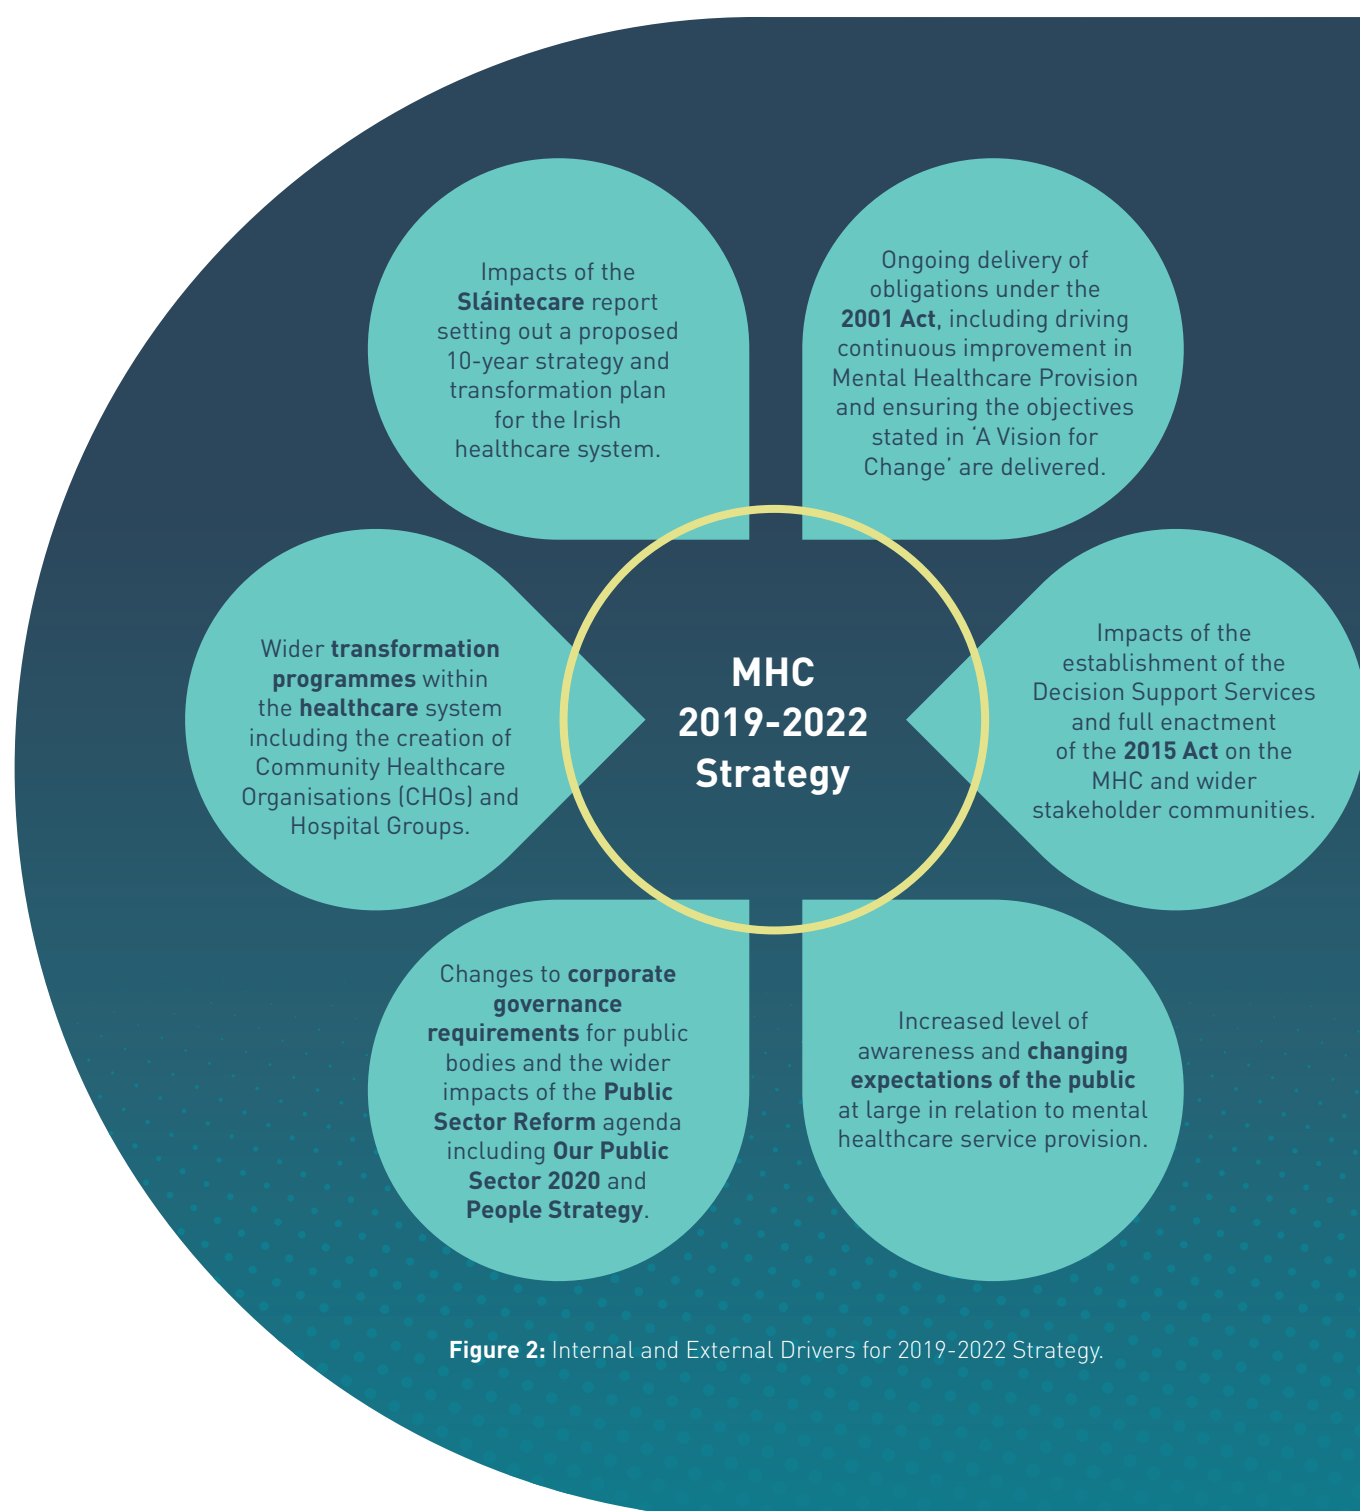 Impacts of the
Sláintecare report
setting out a proposed
10-year strategy and
transformation plan
for the Irish
healthcare system.
Ongoing delivery of
obligations under the
2001 Act, including driving
continuous improvement in
Mental Healthcare Provision
and ensuring the objectives
stated in ‘A Vision for
Change’ are delivered.
Wider transformation
programmes within
the healthcare system
including the creation of
Community Healthcare
Organisations (CHOs) and
Hospital Groups.
MHC
2019-2022
Strategy
Impacts of the
establishment of the
Decision Support Services
and full enactment
of the 2015 Act on the
MHC and wider
stakeholder communities.
Changes to corporate
governance
requirements for public
bodies and the wider
impacts of the Public
Sector Reform agenda
including Our Public
Sector 2020 and
People Strategy.
Increased level of
awareness and changing
expectations of the public
at large in relation to mental
healthcare service provision.
Figure 2: Internal and External Drivers for 2019-2022 Strategy.